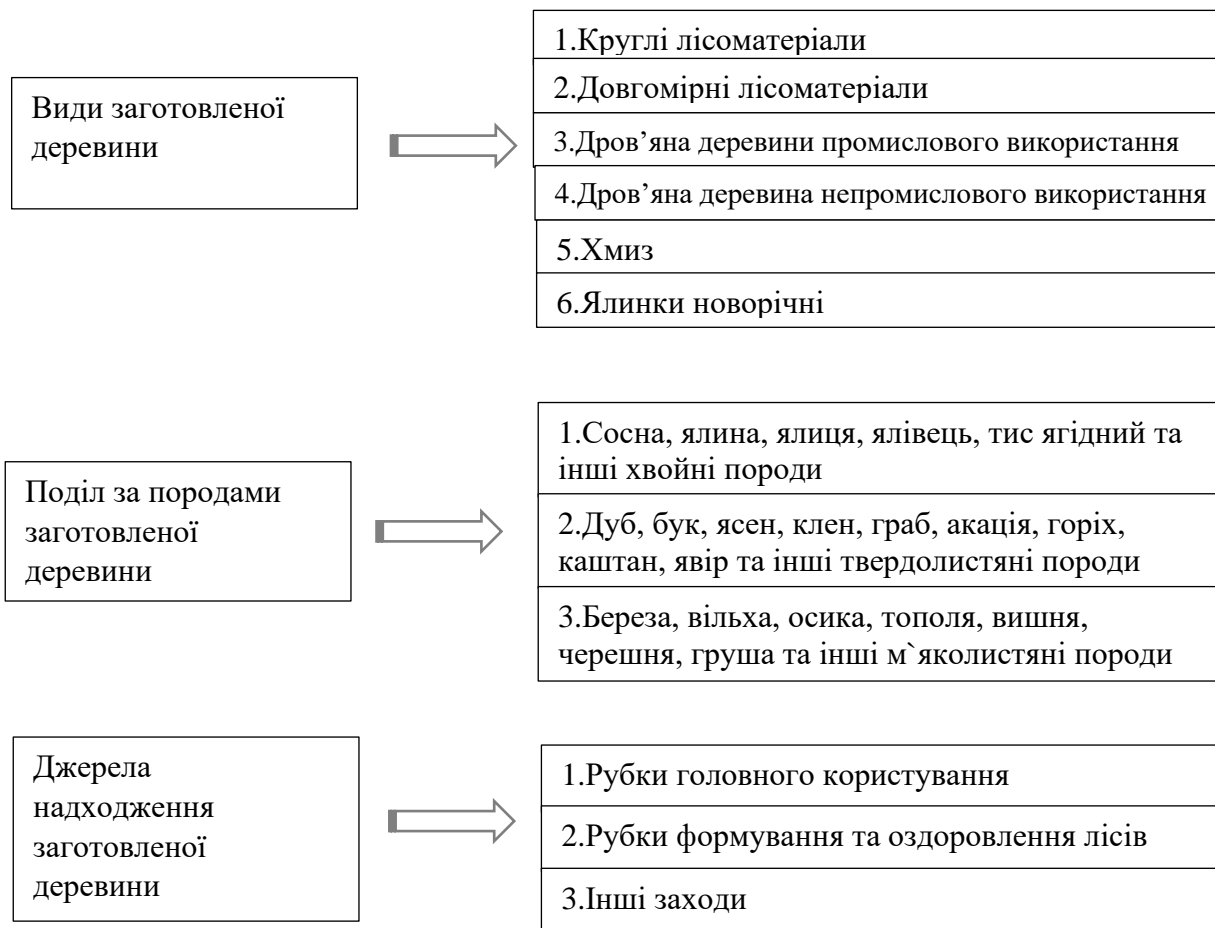 Види заготовленої
деревини
1.Круглі лісоматеріали
2.Довгомірні лісоматеріали
3.Дров’яна деревини промислового використання
4.Дров’яна деревина непромислового використання
5.Хмиз
6.Ялинки новорічні
Поділ за породами
заготовленої
деревини
1.Сосна, ялина, ялиця, ялівець, тис ягідний та
інші хвойні породи
2.Дуб, бук, ясен, клен, граб, акація, горіх,
каштан, явір та інші твердолистяні породи
3.Береза, вільха, осика, тополя, вишня,
черешня, груша та інші м`яколистяні породи
Джерела
надходження
заготовленої
деревини
1.Рубки головного користування
2.Рубки формування та оздоровлення лісів
3.Інші заходи